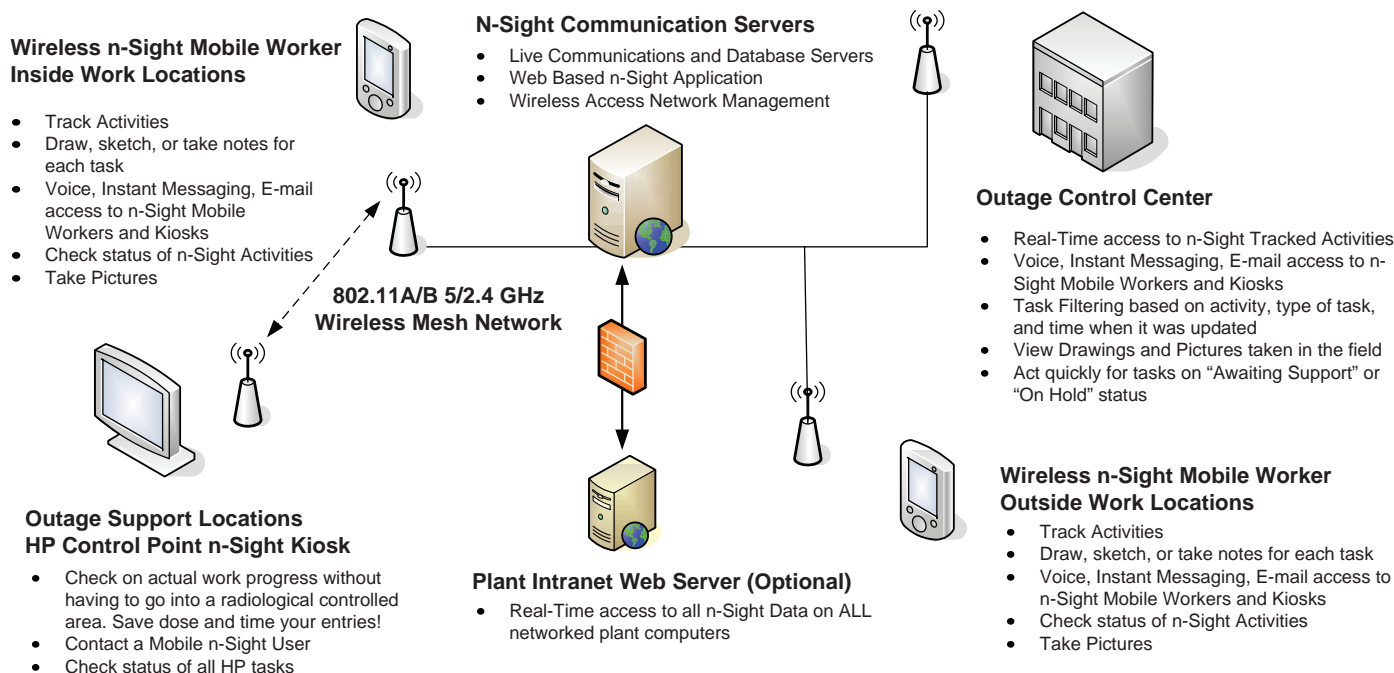 Wireless n-Sight Mobile Worker
Inside Work Locations
• Track Activities
• Draw, sketch, or take notes for
each task
• Voice, Instant Messaging, E-mail
access to n-Sight Mobile
Workers and Kiosks
• Check status of n-Sight Activities
• Take Pictures
N-Sight Communication Servers
• Live Communications and Database Servers
• Web Based n-Sight Application
• Wireless Access Network Management
Outage Control Center
• Real-Time access to n-Sight Tracked Activities
• Voice, Instant Messaging, E-mail access to n-
Sight Mobile Workers and Kiosks
• Task Filtering based on activity, type of task,
and time when it was updated
• View Drawings and Pictures taken in the field
• Act quickly for tasks on “Awaiting Support” or
“On Hold” status
802.11A/B 5/2.4 GHz
Wireless Mesh Network
Outage Support Locations
HP Control Point n-Sight Kiosk
• Check on actual work progress without
having to go into a radiological controlled
area. Save dose and time your entries!
• Contact a Mobile n-Sight User
• Check status of all HP tasks
Plant Intranet Web Server (Optional)
• Real-Time access to all n-Sight Data on ALL
networked plant computers
Wireless n-Sight Mobile Worker
Outside Work Locations
• Track Activities
• Draw, sketch, or take notes for each task
• Voice, Instant Messaging, E-mail access to
n-Sight Mobile Workers and Kiosks
• Check status of n-Sight Activities
• Take Pictures